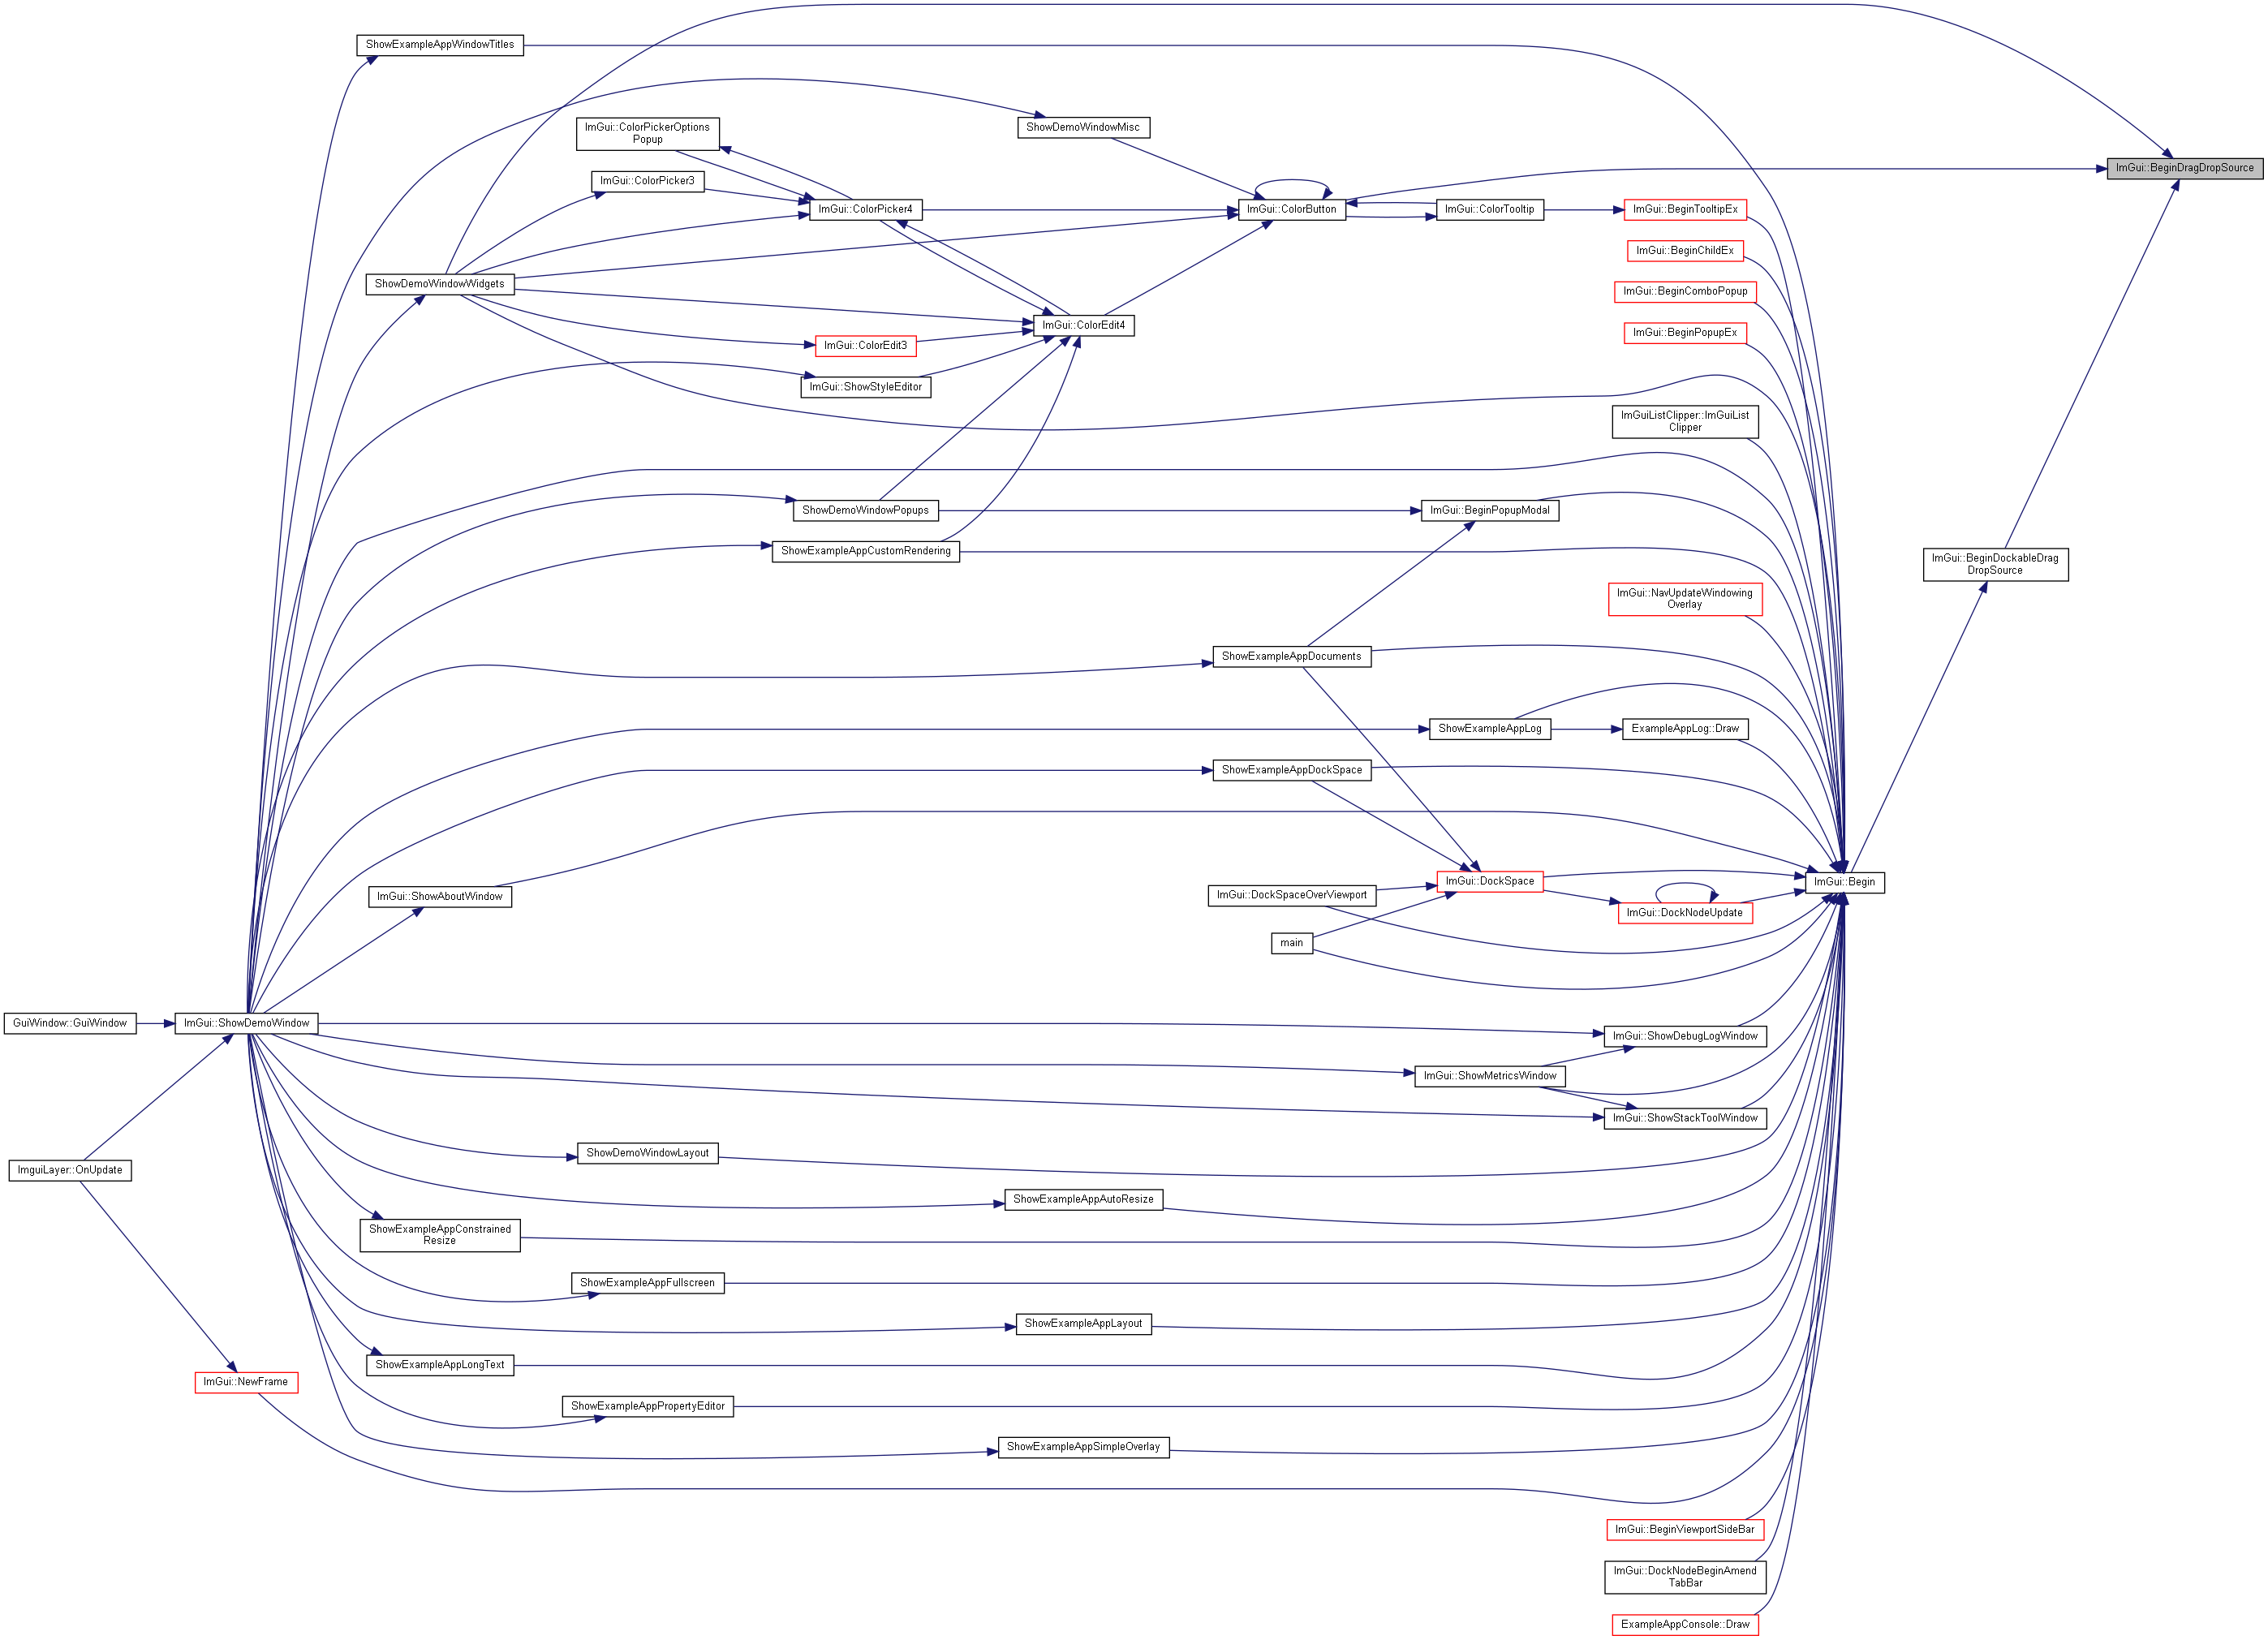 ShowExampleAppWindowTitles
ImGui::ColorPickerOptions
Popup
ShowDemoWindowMisc
ImGui::BeginDragDropSource
ImGui::ColorPicker3
ImGui::ColorPicker4
ImGui::ColorButton
ImGui::ColorTooltip
ImGui::BeginTooltipEx
ImGui::BeginChildEx
ShowDemoWindowWidgets
ImGui::BeginComboPopup
ImGui::ColorEdit4
ImGui::BeginPopupEx
ImGui::ColorEdit3
ImGui::ShowStyleEditor
ImGuiListClipper::ImGuiList
Clipper
ShowDemoWindowPopups
ImGui::BeginPopupModal
ShowExampleAppCustomRendering
ImGui::BeginDockableDrag
DropSource
ImGui::NavUpdateWindowing
Overlay
ShowExampleAppDocuments
ShowExampleAppLog
ExampleAppLog::Draw
ShowExampleAppDockSpace
ImGui::DockSpace
ImGui::Begin
ImGui::ShowAboutWindow
ImGui::DockSpaceOverViewport
ImGui::DockNodeUpdate
main
GuiWindow::GuiWindow
ImGui::ShowDemoWindow
ImGui::ShowDebugLogWindow
ImGui::ShowMetricsWindow
ImGui::ShowStackToolWindow
ShowDemoWindowLayout
ImguiLayer::OnUpdate
ShowExampleAppAutoResize
ShowExampleAppConstrained
Resize
ShowExampleAppFullscreen
ShowExampleAppLayout
ShowExampleAppLongText
ImGui::NewFrame
ShowExampleAppPropertyEditor
ShowExampleAppSimpleOverlay
ImGui::BeginViewportSideBar
ImGui::DockNodeBeginAmend
TabBar
ExampleAppConsole::Draw